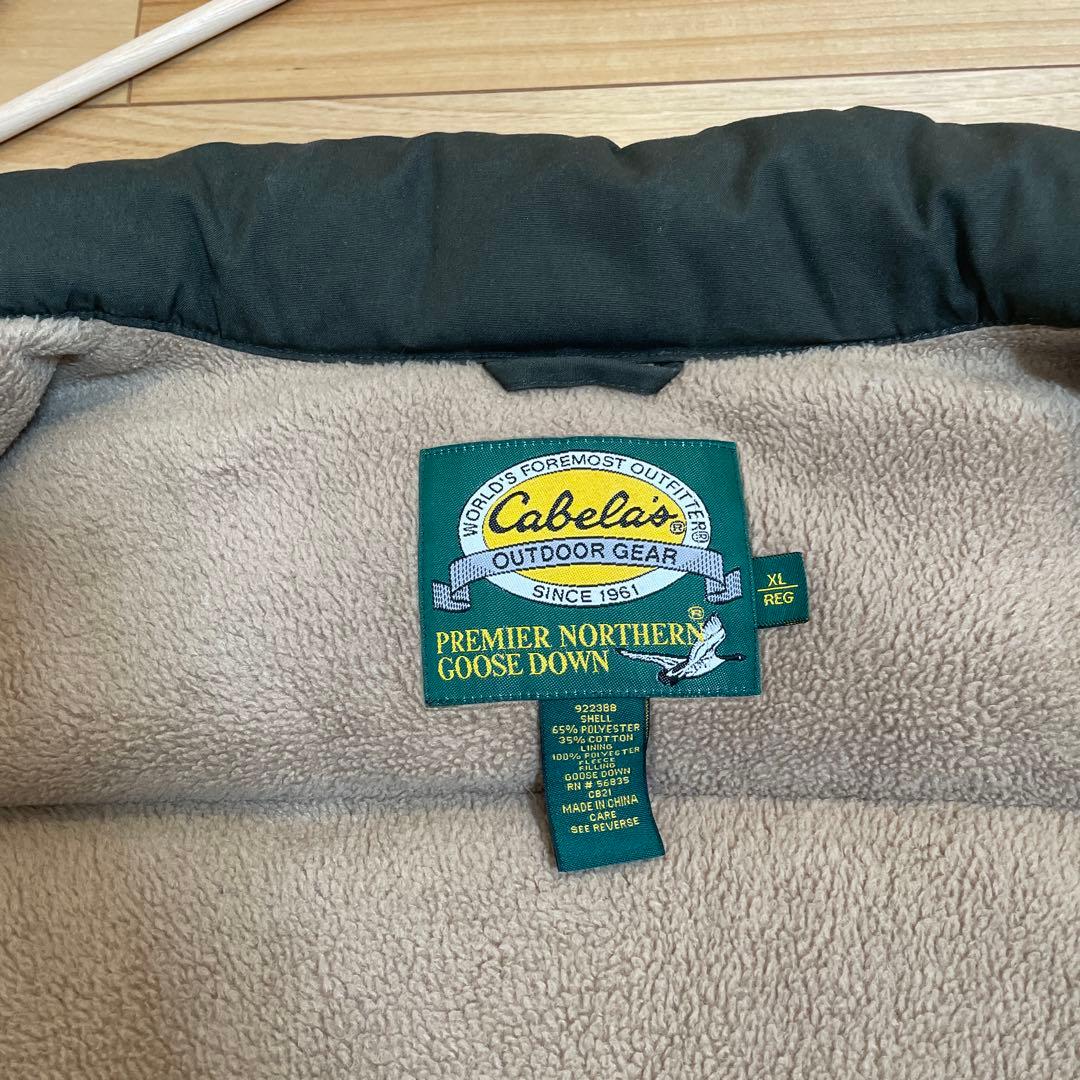 WORLD'S FOREMOST OUTFITTER®
Cabela's®
OUTDOOR GEAR
SINCE 1961
PREMIER NORTHERN®
GOOSE DOWN
XL
REG
922388
SHELL
65% POLYESTER
35% COTTON
LINING
100% POLYESTER
FLEECE
FILLING
GOOSE DOWN
RN # 56835
CB21
MADE IN CHINA
CARE
SEE REVERSE